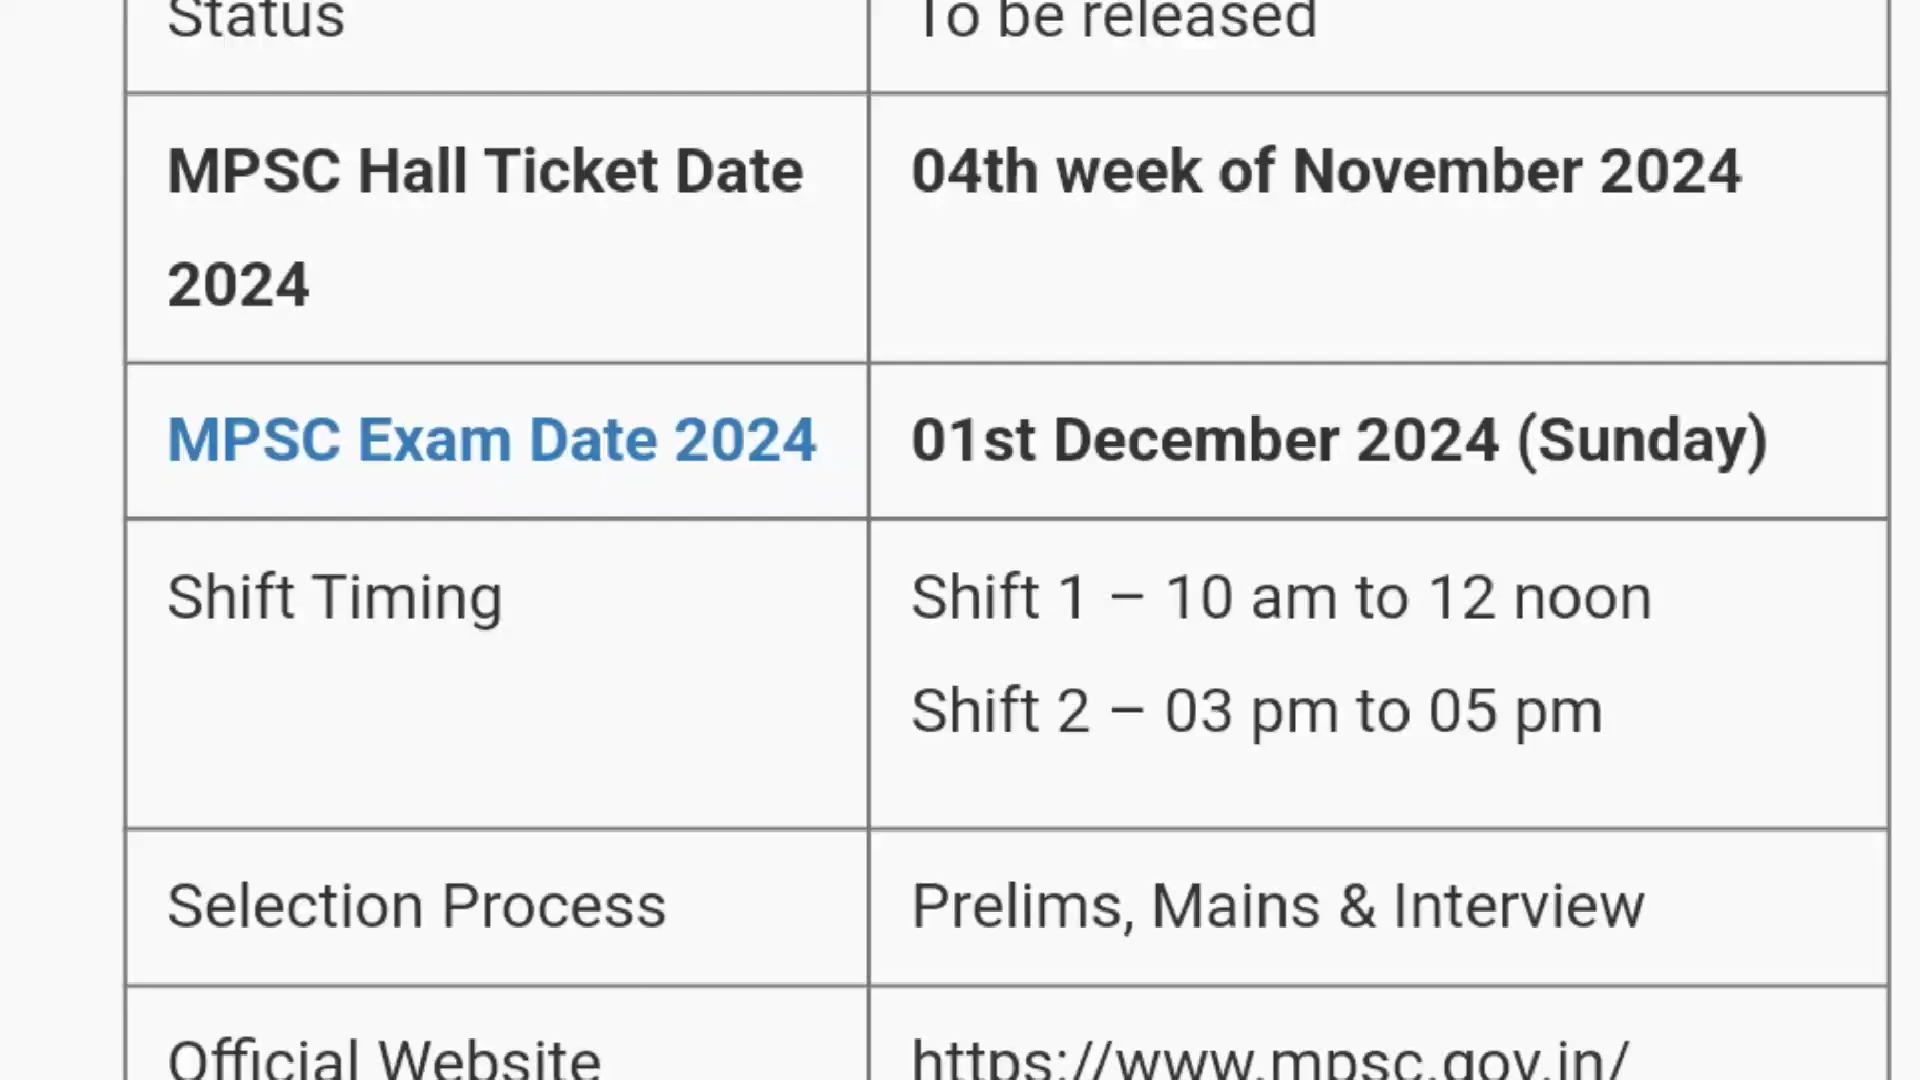 Status To be released
MPSC Hall Ticket Date 04th week of November 2024
2024
MPSC Exam Date 2024 01st December 2024 (Sunday)
Shift Timing Shift 1 – 10 am to 12 noon
Shift 2 – 03 pm to 05 pm
Selection Process Prelims, Mains & Interview
Official Website https://www.mpsc.gov.in/